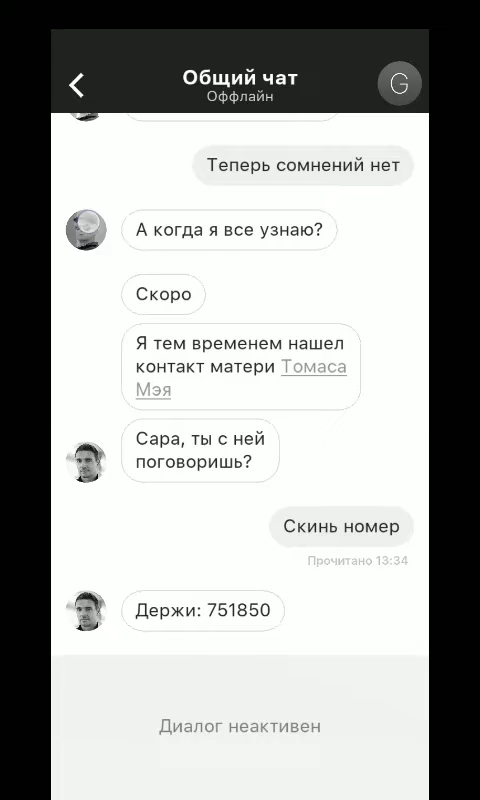 Общий чат
Оффлайн
G
Теперь сомнений нет
А когда я все узнаю?
Скоро
Я тем временем нашел
контакт матери Томаса
Мэя
Сара, ты с ней
поговоришь?
Скинь номер
Прочитано 13:34
Держи: 751850
Диалог неактивен